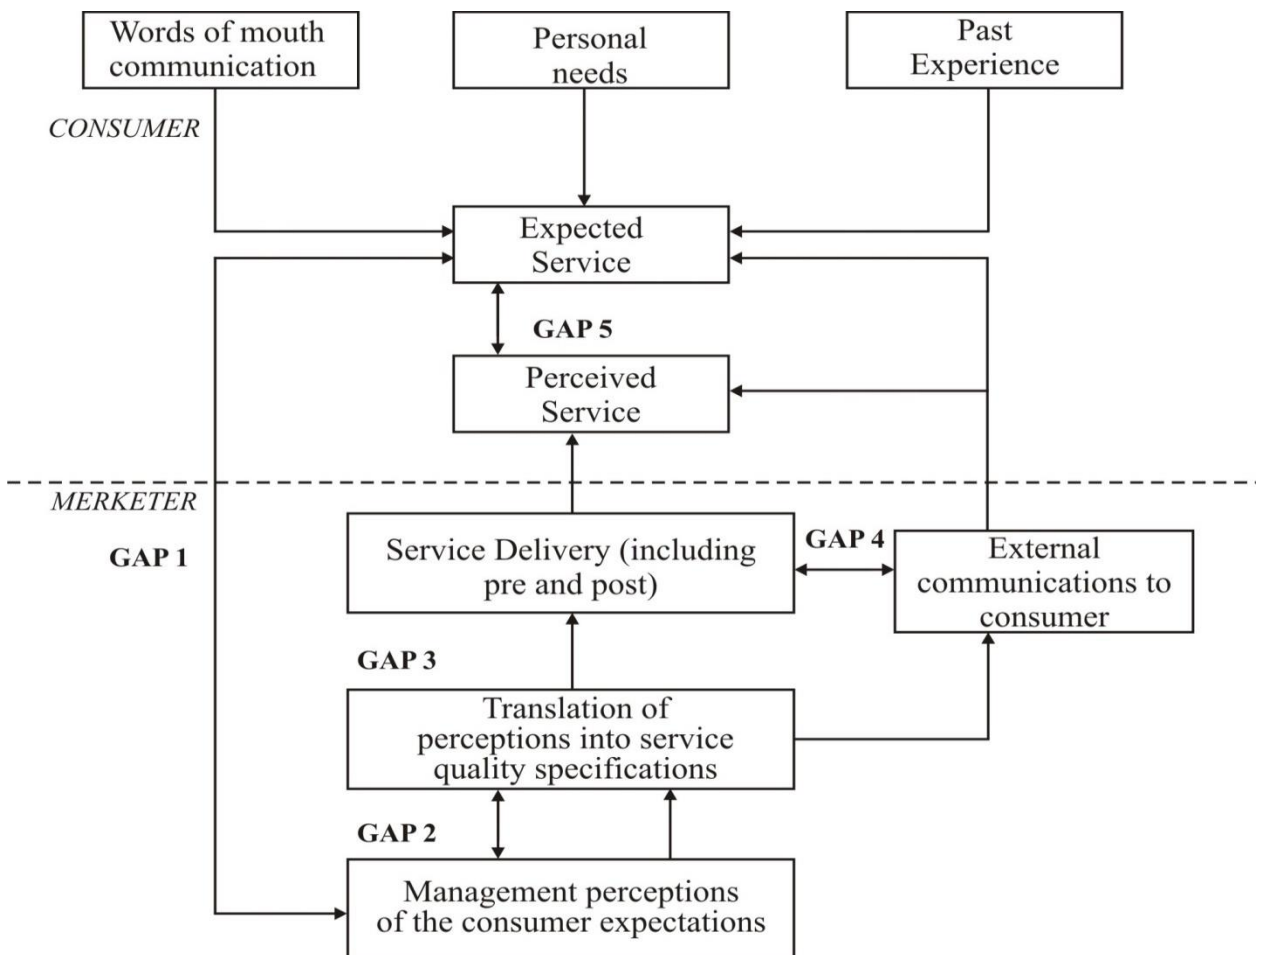 Words of mouth
communication
Personal
needs
Past
Experience
CONSUMER
Expected
Service
GAP 5
Perceived
Service
MERKETER
GAP 1
Service Delivery (including
pre and post)
GAP 4
External
communications to
consumer
GAP 3
Translation of
perceptions into service
quality specifications
GAP 2
Management perceptions
of the consumer expectations